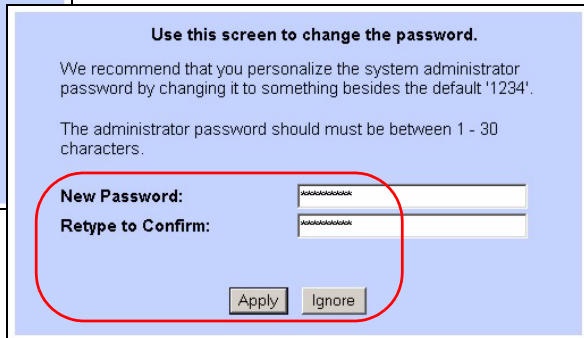 Use this screen to change the password.
We recommend that you personalize the system administrator
password by changing it to something besides the default '1234'.
The administrator password should must be between 1 - 30
characters.
New Password: *********
Retype to Confirm: *********
Apply Ignore